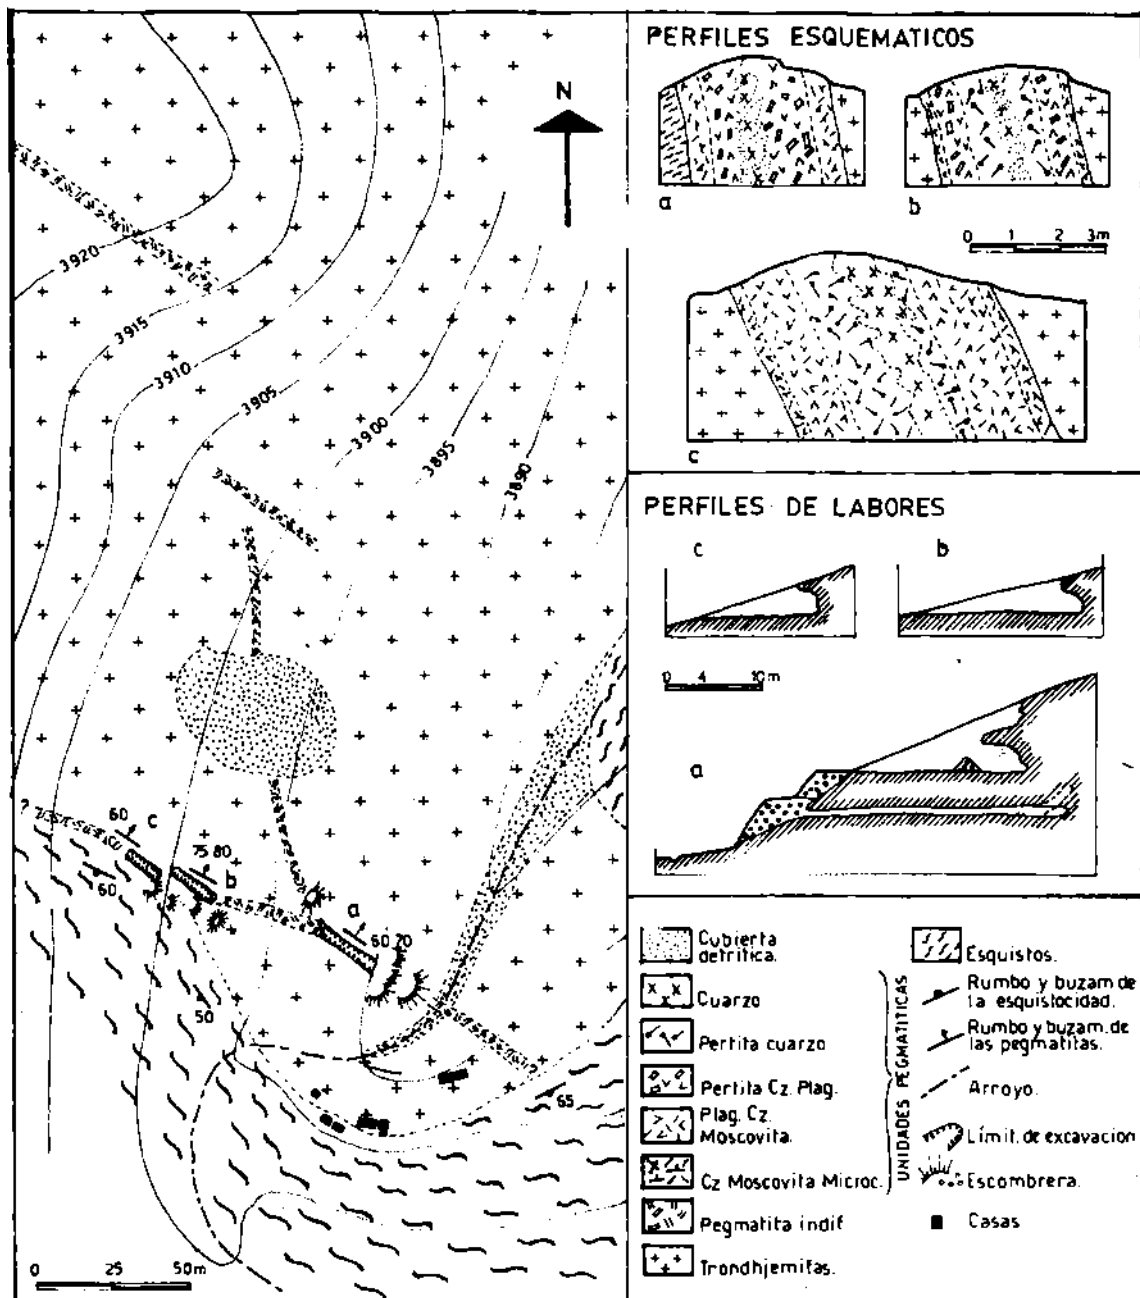 N
3920
3915
3910
3905
3900
3895
3890
?
60
c
75 80
b
60
a
60 70
50
65
0 25 50m
PERFILES ESQUEMATICOS
a
b
0 1 2 3m
c
PERFILES DE LABORES
c
b
0 4 10m
a
Cubierta
detrítica.
Cuarzo
Pertita cuarzo
Pertita Cz. Plag.
Plag. Cz.
Moscovita.
Cz Moscovita Microc.
Pegmatita indif
Trondhjemitas.
UNIDADES PEGMATITICAS
Esquistos.
Rumbo y buzam de
la esquistocidad.
Rumbo y buzam. de
las pegmatitas.
Arroyo.
Límit. de excavación
Escombrera.
Casas